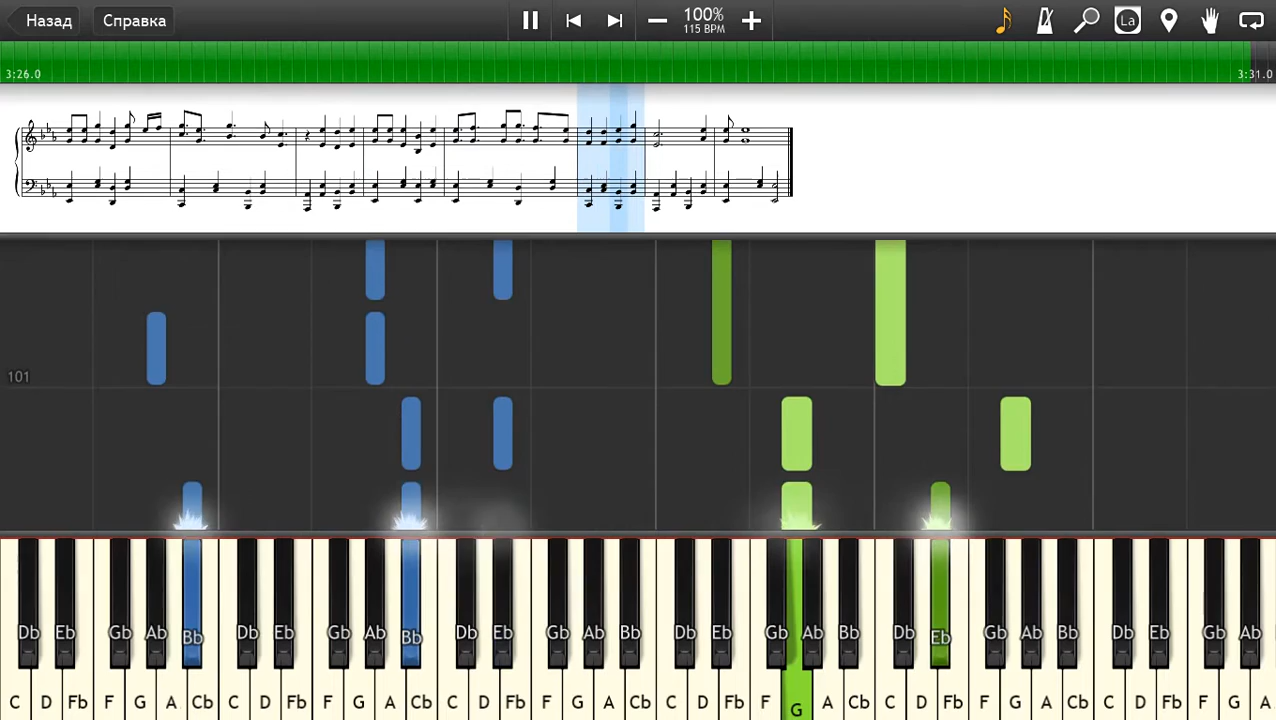 Назад Справка 100% La
115 BPM
3:26.0 3:31.0
101
Db Eb Gb Ab Bb Db Eb Gb Ab Bb Db Eb Gb Ab Bb Db Eb Gb Ab Bb Db Eb Gb Ab Bb Db Eb Gb Ab
C D Fb F G A Cb C D Fb F G A Cb C D Fb F G A Cb C D Fb F G A Cb C D Fb F G A Cb C D Fb F G A